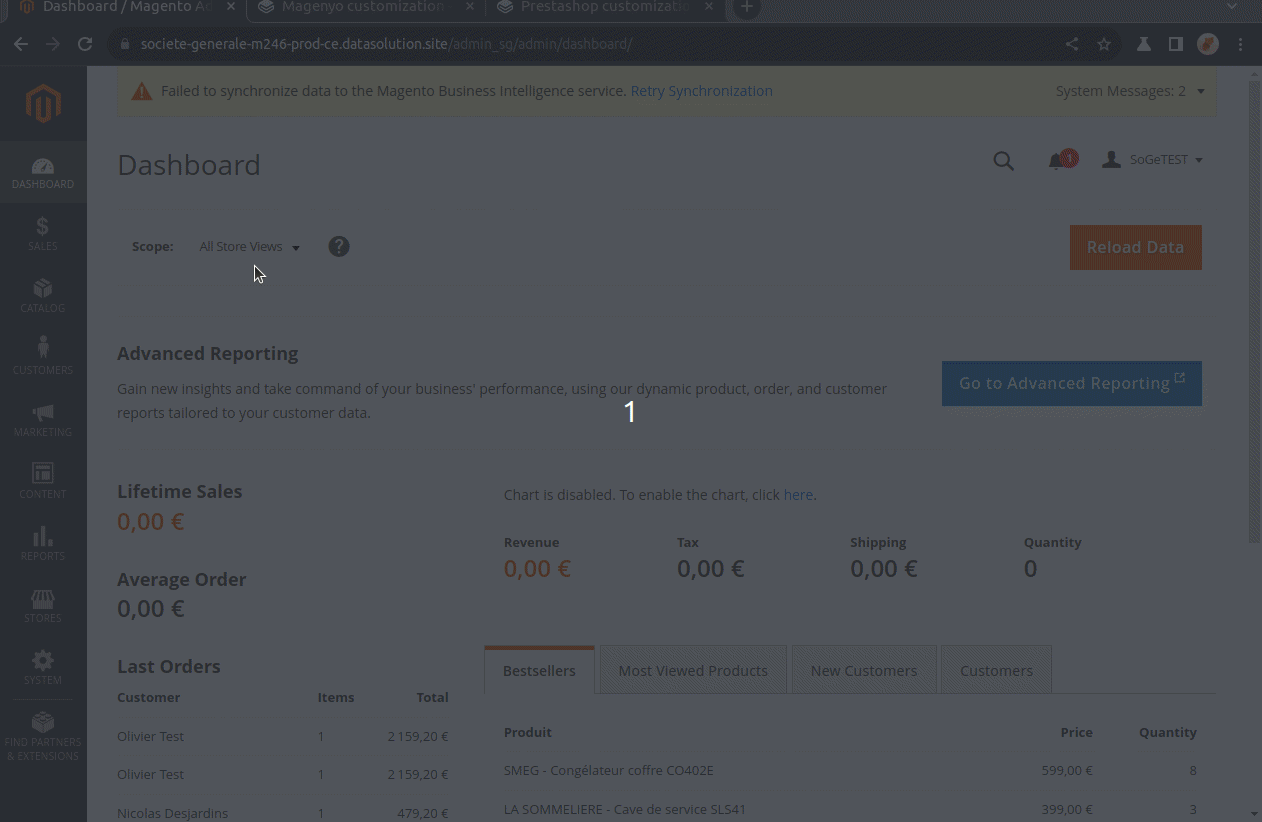 Dashboard / Magento Ad
Magenyo customization
Prestashop customizatio
societe-generale-m246-prod-ce.datasolution.site/admin_sg/admin/dashboard/
Failed to synchronize data to the Magento Business Intelligence service. Retry Synchronization
System Messages: 2
Dashboard
1
SoGeTEST
DASHBOARD
SALES
CATALOG
CUSTOMERS
MARKETING
CONTENT
REPORTS
STORES
SYSTEM
FIND PARTNERS
& EXTENSIONS
Scope: All Store Views ?
Reload Data
Advanced Reporting
Gain new insights and take command of your business' performance, using our dynamic product, order, and customer
reports tailored to your customer data.
Go to Advanced Reporting
1
Lifetime Sales
0,00 €
Average Order
0,00 €
Chart is disabled. To enable the chart, click here.
Revenue Tax Shipping Quantity
0,00 € 0,00 € 0,00 € 0
Last Orders
Customer Items Total
Olivier Test 1 2 159,20 €
Olivier Test 1 2 159,20 €
Nicolas Desjardins 1 479,20 €
Bestsellers Most Viewed Products New Customers Customers
Produit Price Quantity
SMEG - Congélateur coffre CO402E 599,00 € 8
LA SOMMELIERE - Cave de service SLS41 399,00 € 3